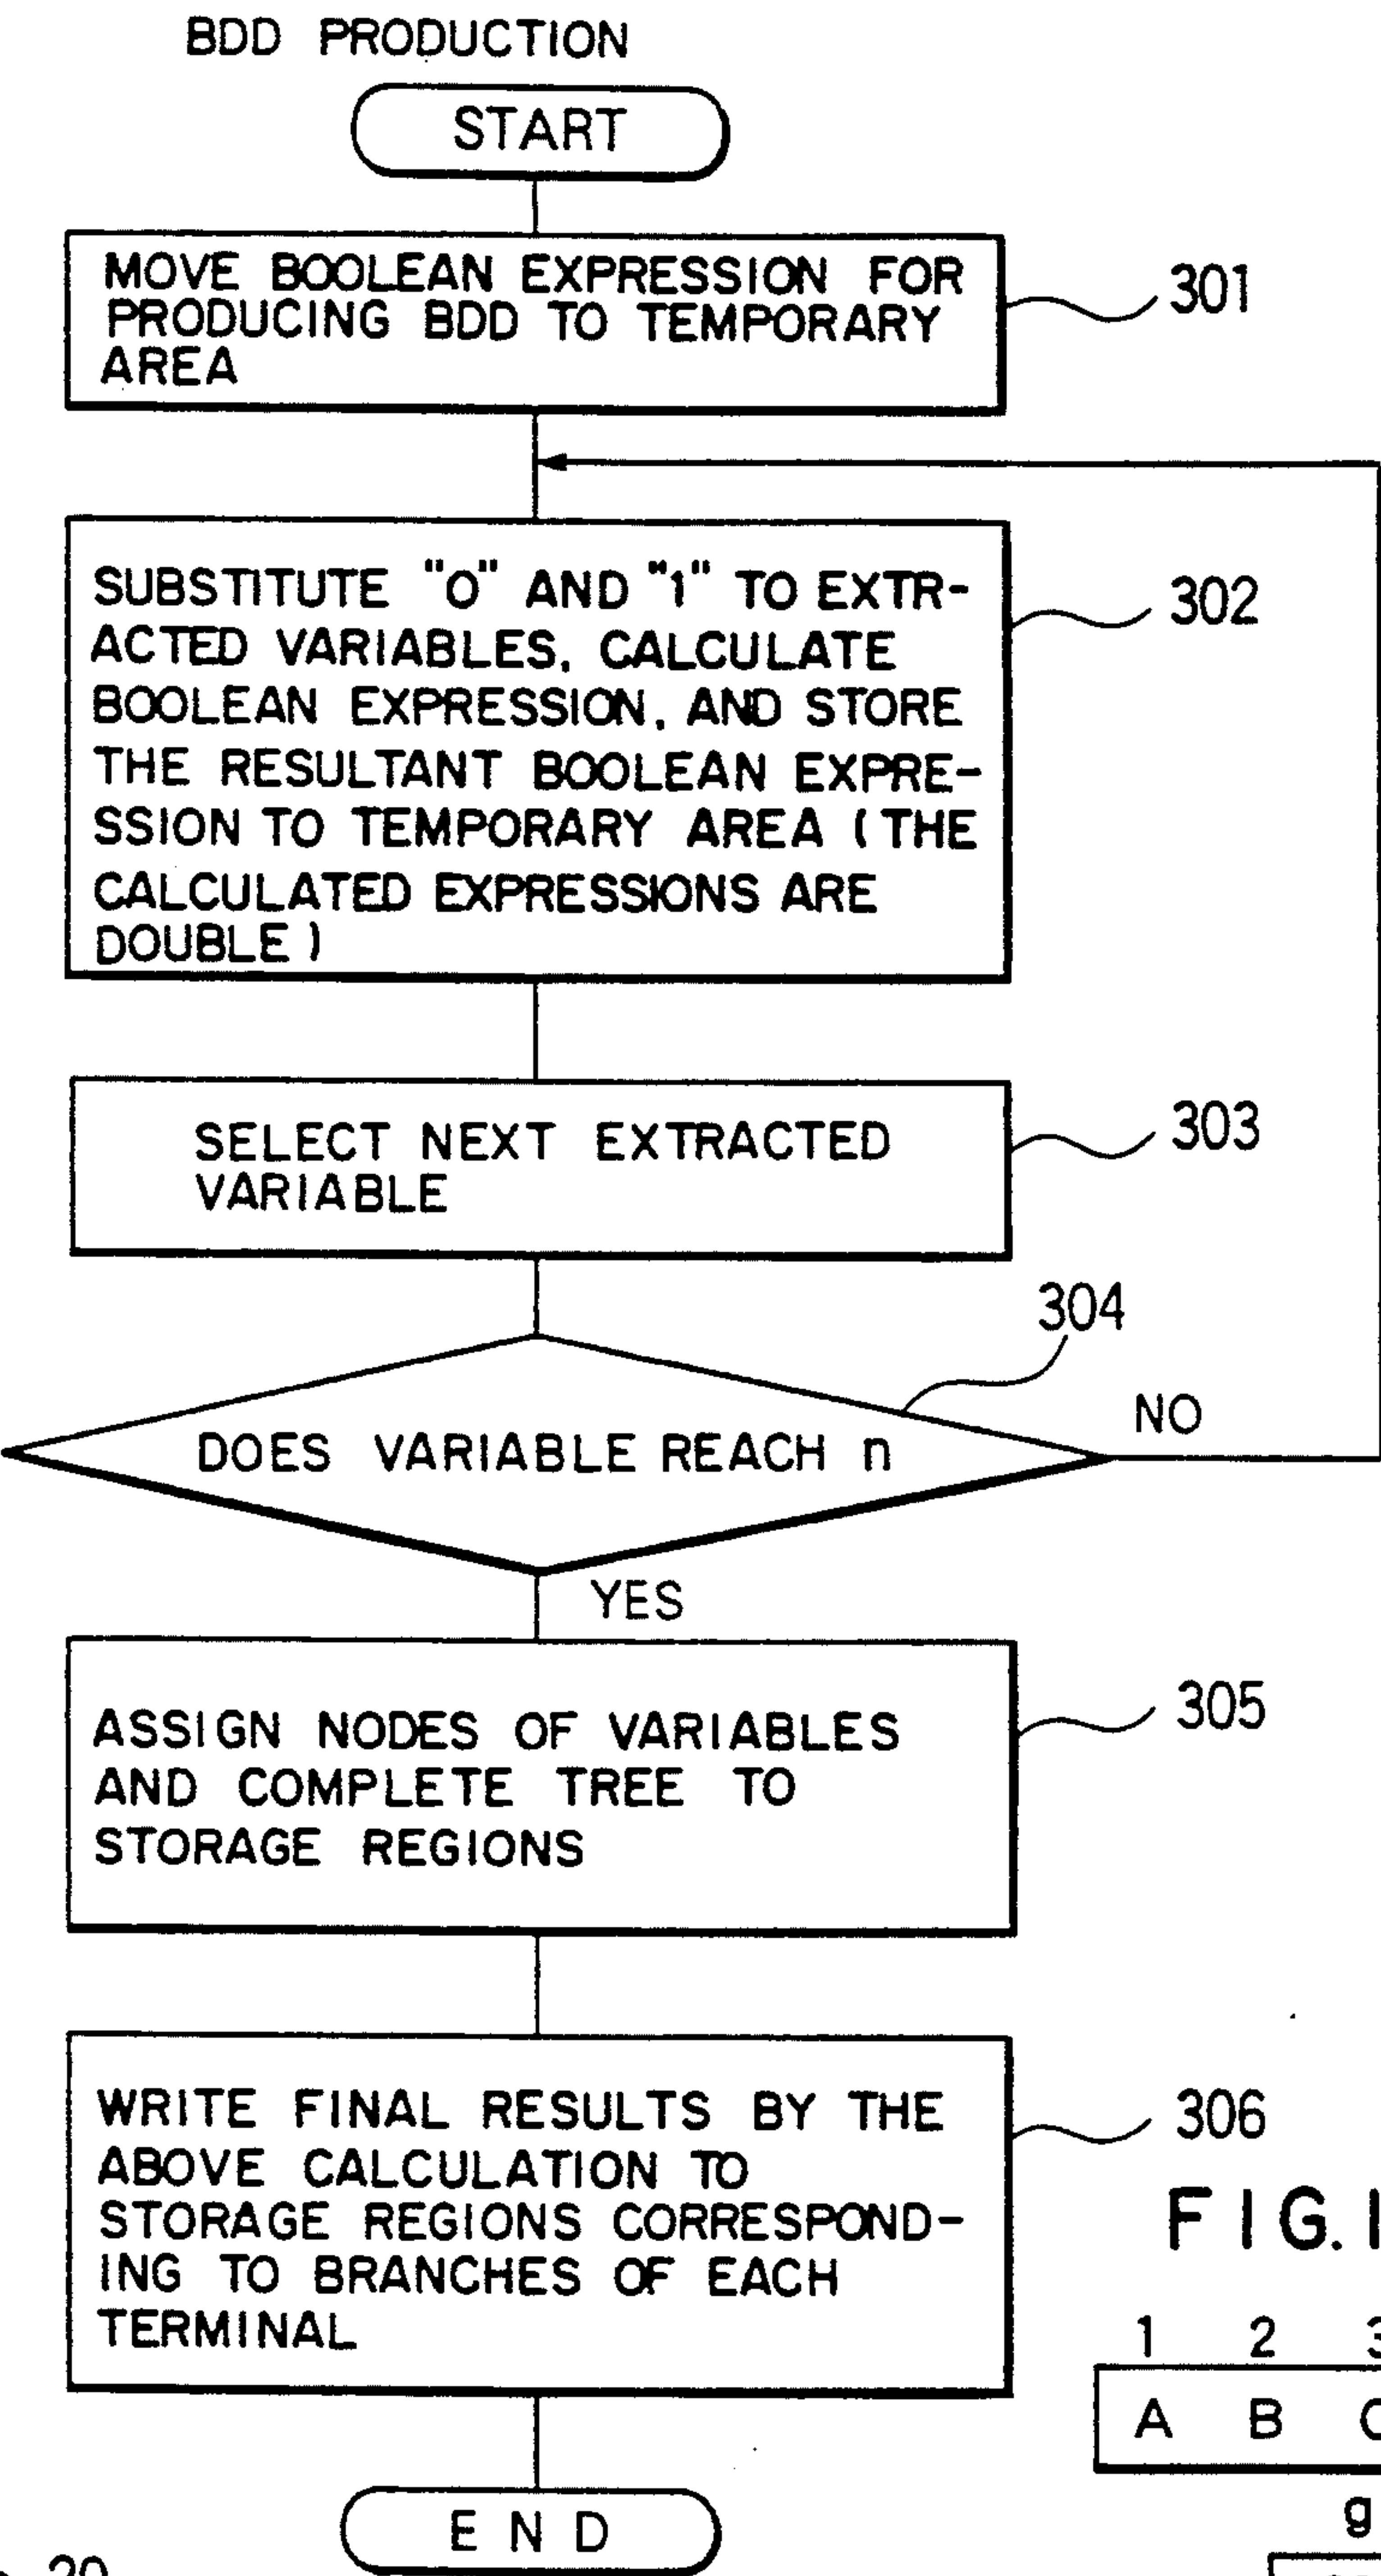 BDD PRODUCTION
START
MOVE BOOLEAN EXPRESSION FOR
PRODUCING BDD TO TEMPORARY
AREA
301
SUBSTITUTE "0" AND "1" TO EXTR-
ACTED VARIABLES, CALCULATE
BOOLEAN EXPRESSION, AND STORE
THE RESULTANT BOOLEAN EXPRE-
SSION TO TEMPORARY AREA (THE
CALCULATED EXPRESSIONS ARE
DOUBLE)
302
SELECT NEXT EXTRACTED
VARIABLE
303
304
DOES VARIABLE REACH n
NO
YES
ASSIGN NODES OF VARIABLES
AND COMPLETE TREE TO
STORAGE REGIONS
305
WRITE FINAL RESULTS BY THE
ABOVE CALCULATION TO
STORAGE REGIONS CORRESPOND-
ING TO BRANCHES OF EACH
TERMINAL
306
FIG.1
1 2 3
A B C
g
END
20